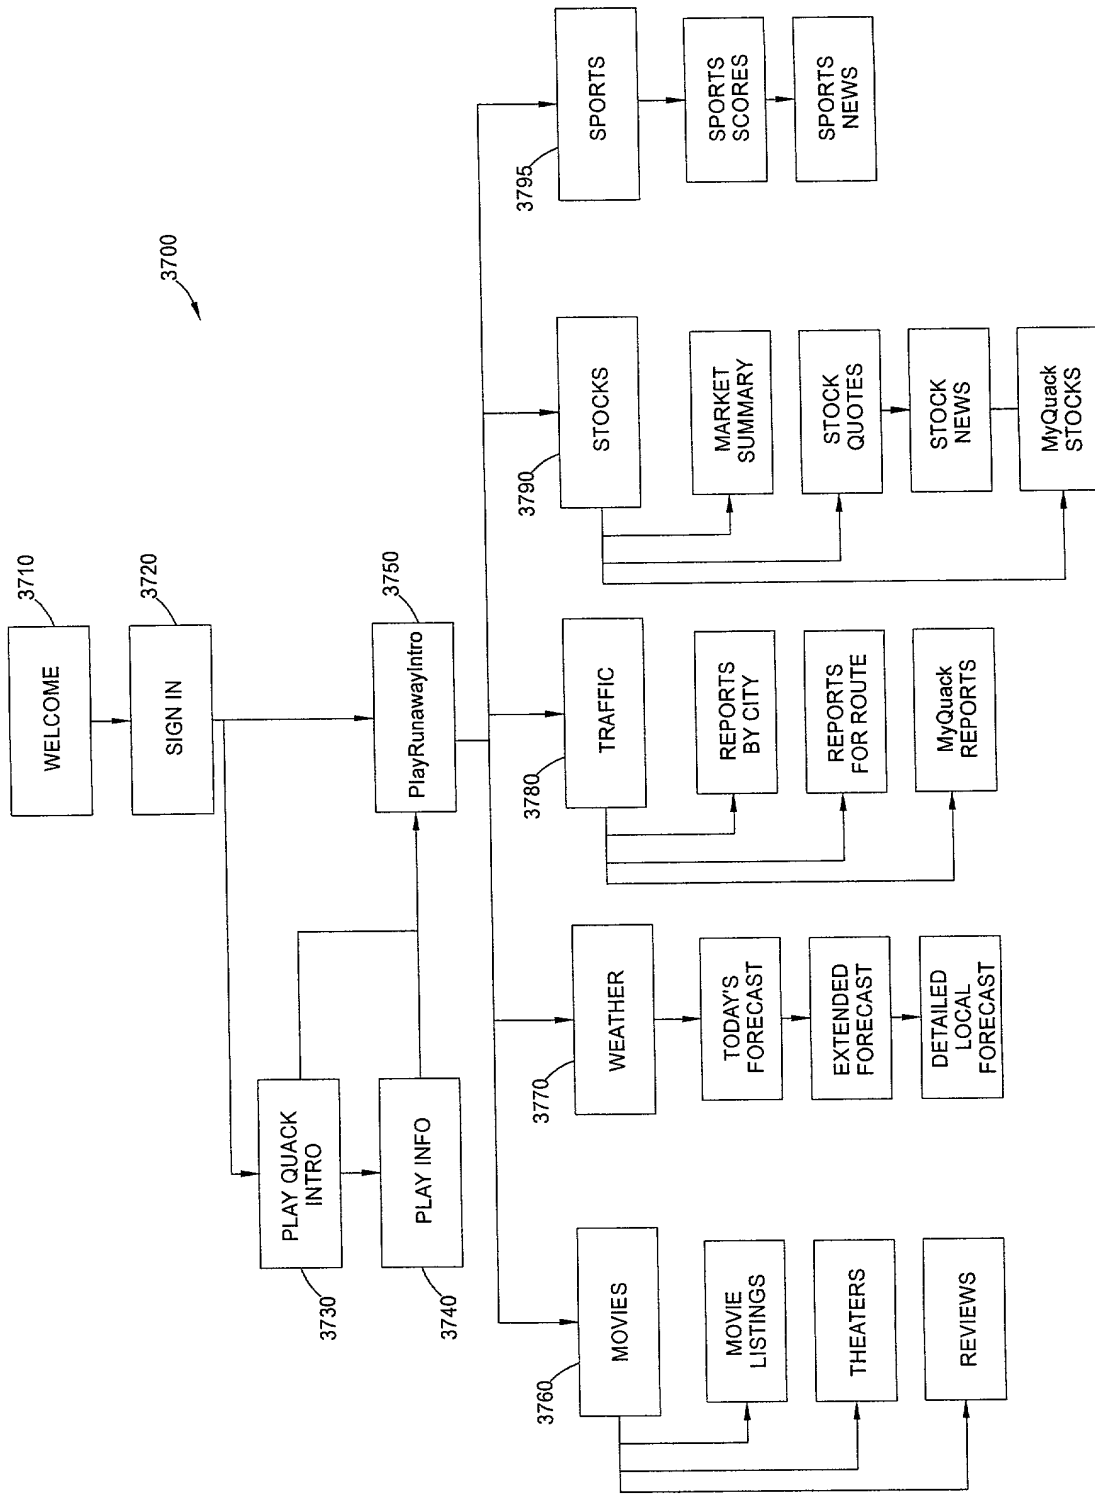 3700
WELCOME
3710
SIGN IN
3720
PLAY QUACK
INTRO
3730
PLAY INFO
3740
PlayRunawayIntro
3750
3760
MOVIES
MOVIE
LISTINGS
THEATERS
REVIEWS
3770
WEATHER
TODAY'S
FORECAST
EXTENDED
FORECAST
DETAILED
LOCAL
FORECAST
3780
TRAFFIC
REPORTS
BY CITY
REPORTS
FOR ROUTE
MyQuack
REPORTS
3790
STOCKS
MARKET
SUMMARY
STOCK
QUOTES
STOCK
NEWS
MyQuack
STOCKS
3795
SPORTS
SPORTS
SCORES
SPORTS
NEWS